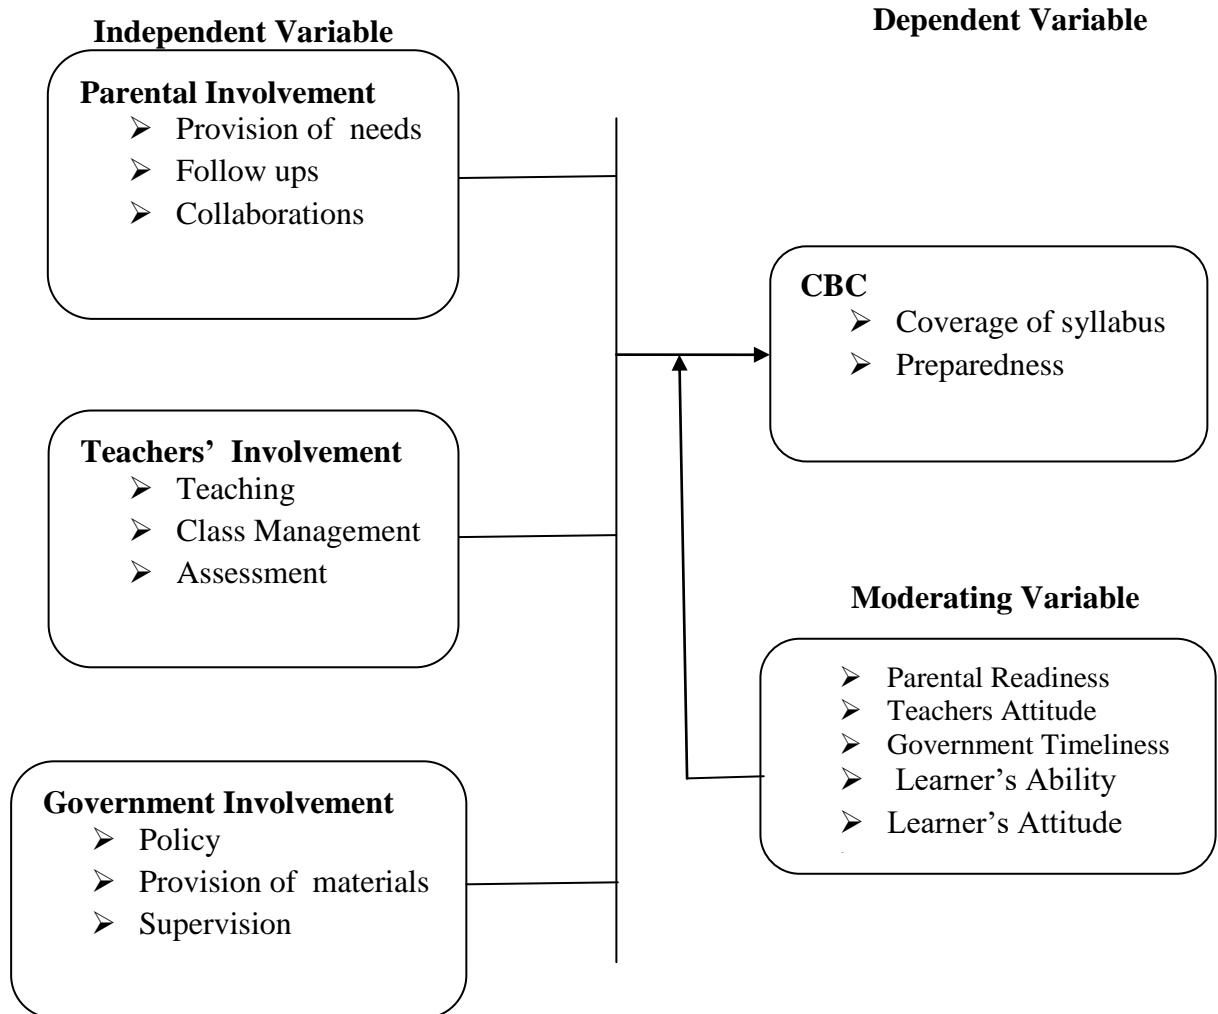 Independent Variable
Parental Involvement
➢ Provision of needs
➢ Follow ups
➢ Collaborations
Teachers’ Involvement
➢ Teaching
➢ Class Management
➢ Assessment
Government Involvement
➢ Policy
➢ Provision of materials
➢ Supervision
Dependent Variable
CBC
➢ Coverage of syllabus
➢ Preparedness
Moderating Variable
➢ Parental Readiness
➢ Teachers Attitude
➢ Government Timeliness
➢ Learner’s Ability
➢ Learner’s Attitude